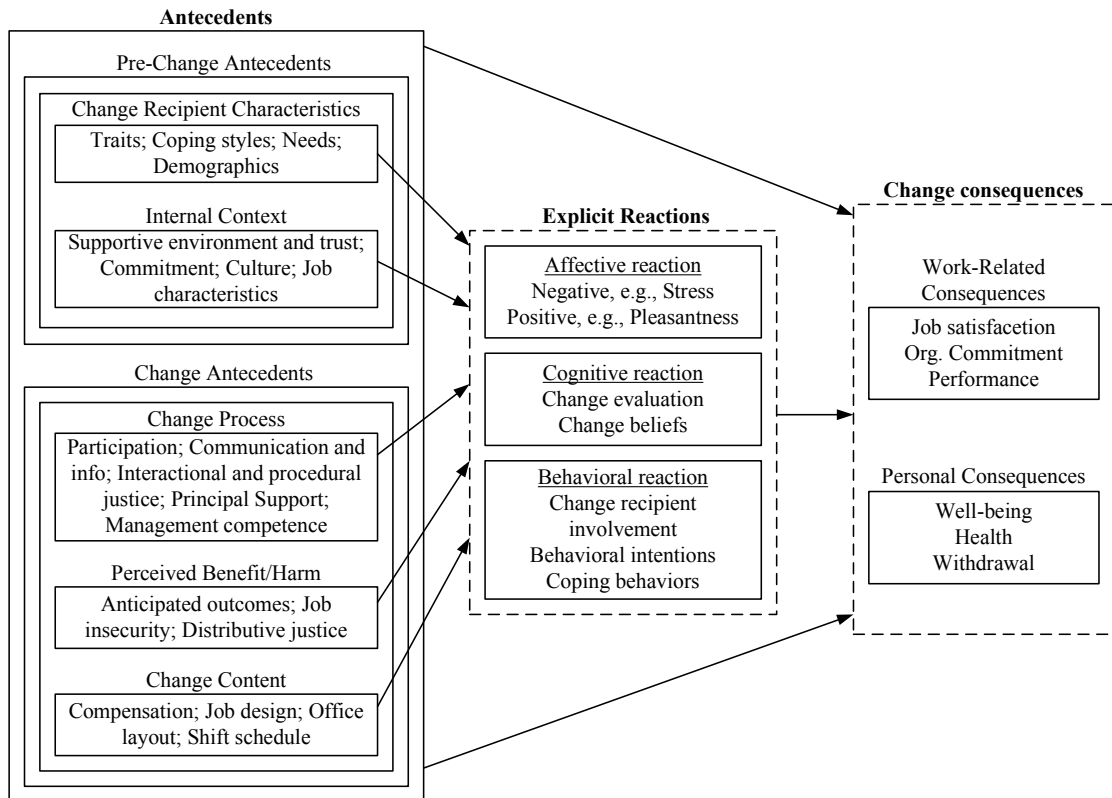 Antecedents
Pre-Change Antecedents
Change Recipient Characteristics
Traits; Coping styles; Needs;
Demographics
Internal Context
Supportive environment and trust;
Commitment; Culture; Job
characteristics
Change Antecedents
Change Process
Participation; Communication and
info; Interactional and procedural
justice; Principal Support;
Management competence
Perceived Benefit/Harm
Anticipated outcomes; Job
insecurity; Distributive justice
Change Content
Compensation; Job design; Office
layout; Shift schedule
Explicit Reactions
Affective reaction
Negative, e.g., Stress
Positive, e.g., Pleasantness
Cognitive reaction
Change evaluation
Change beliefs
Behavioral reaction
Change recipient
involvement
Behavioral intentions
Coping behaviors
Change consequences
Work-Related
Consequences
Job satisfacetion
Org. Commitment
Performance
Personal Consequences
Well-being
Health
Withdrawal